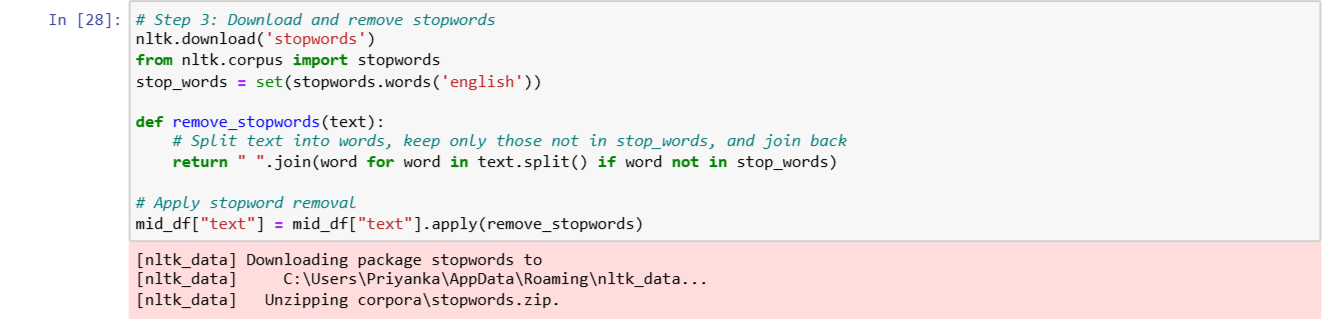 In [28]: # Step 3: Download and remove stopwords
nltk.download('stopwords')
from nltk.corpus import stopwords
stop_words = set(stopwords.words('english'))
def remove_stopwords(text):
    # Split text into words, keep only those not in stop_words, and join back
    return " ".join(word for word in text.split() if word not in stop_words)
# Apply stopword removal
mid_df["text"] = mid_df["text"].apply(remove_stopwords)
[nltk_data] Downloading package stopwords to
[nltk_data]     C:\Users\Priyanka\AppData\Roaming\nltk_data...
[nltk_data]   Unzipping corpora\stopwords.zip.